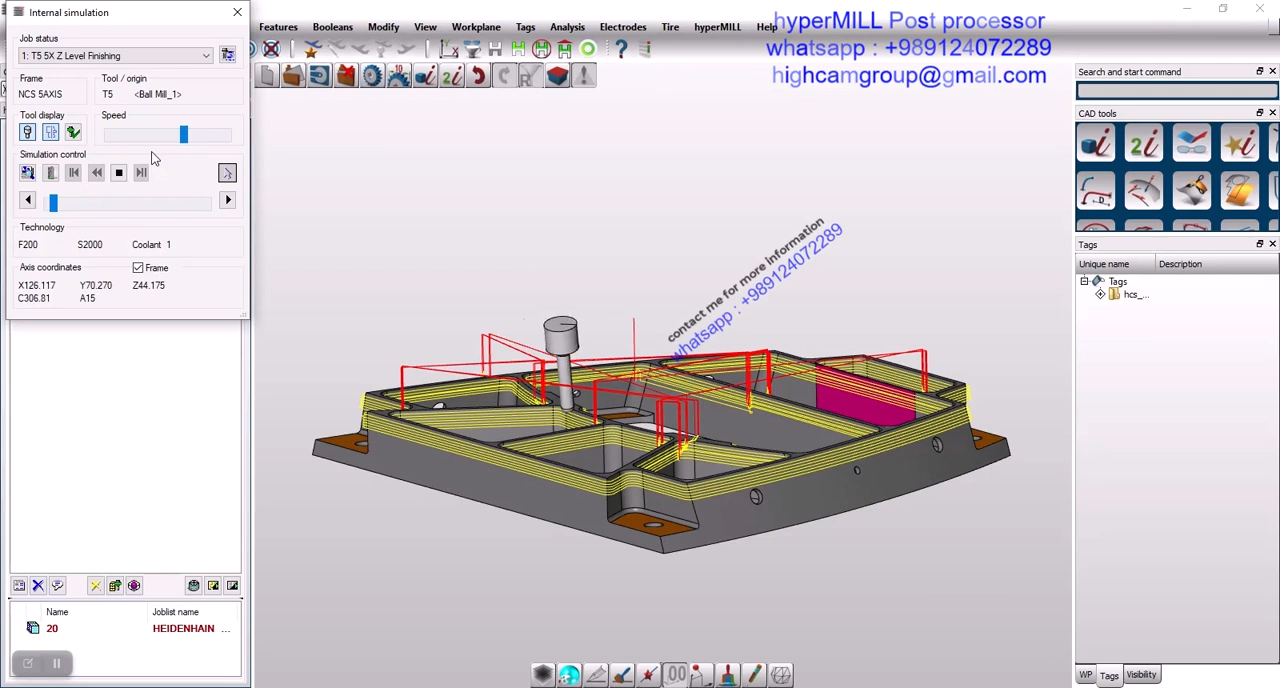 Internal simulation
Features Booleans Modify View Workplane Tags Analysis Electrodes Tire hyperMILL Help
hyperMILL Post processor
whatsapp : +989124072289
highcamgroup@gmail.com
Job status
1: T5 5X Z Level Finishing
Frame Tool / origin
NCS 5AXIS T5 <Ball Mill_1>
Tool display Speed
Simulation control
Technology
F200 S2000 Coolant 1
Axis coordinates Frame
X126.117 Y70.270 Z44.175
C306.81 A15
Name Joblist name
20 HEIDENHAIN ...
contact me for more information
whatsapp : +989124072289
Search and start command
CAD tools
Tags
Unique name Description
Tags
hcs_...
WP Tags Visibility